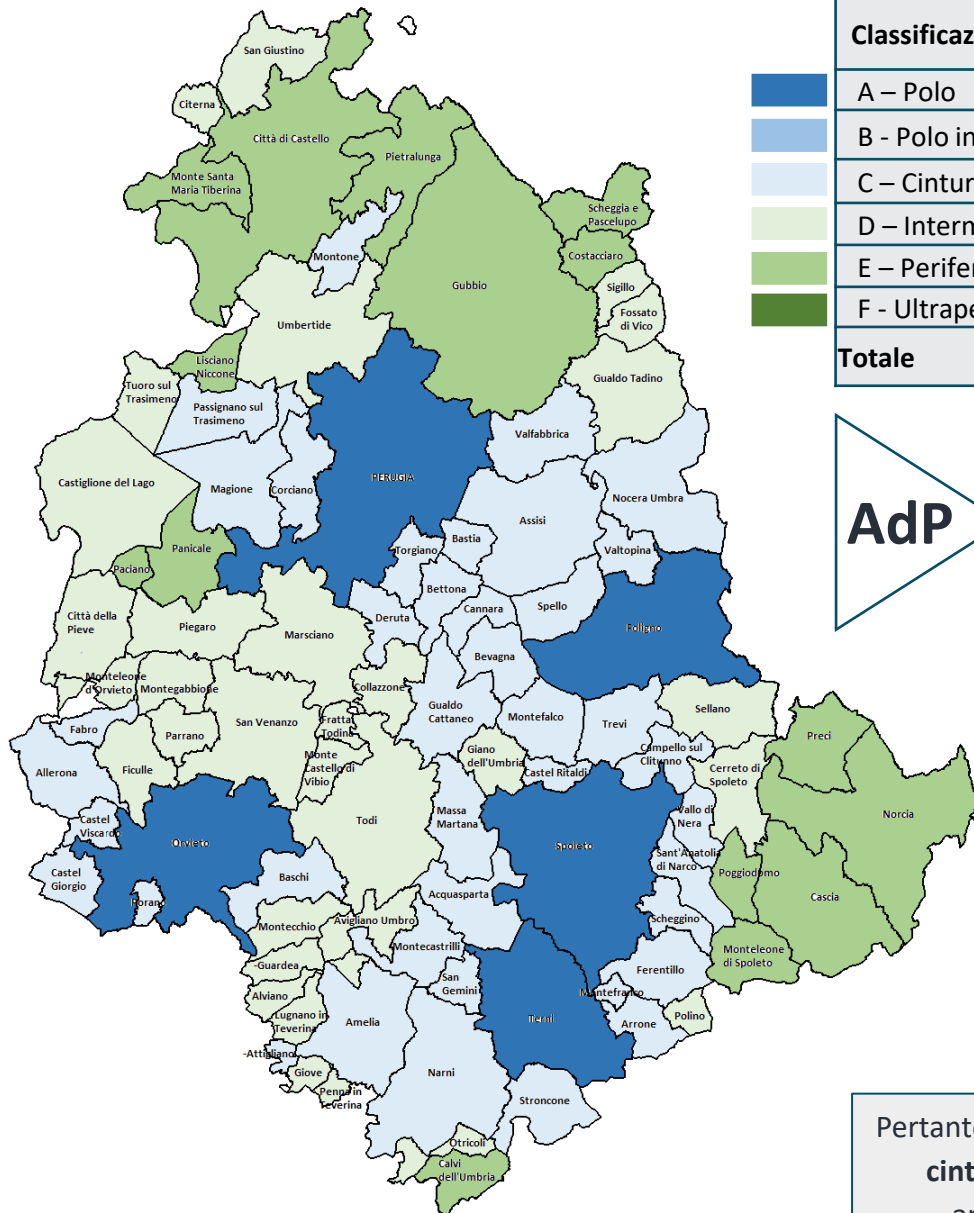 Classificaz
A – Polo
B - Polo in
C – Cintur
D – Intern
E – Perifer
F - Ultrape
Totale
AdP
Pertanto
cint
San Giustino
Citerna
Città di Castello
Pietralunga
Monte Santa
Maria Tiberina
Scheggia e
Pascelupo
Montone
Costacciaro
Gubbio
Sigillo
Umbertide
Fossato
di Vico
Lisciano
Niccone
Gualdo Tadino
Tuoro sul
Trasimeno
Passignano sul
Trasimeno
Valfabbrica
PERUGIA
Castiglione del Lago
Magione
Corciano
Nocera Umbra
Assisi
Panicale
Torgiano
Bastia
Valtopina
Paciano
Bettona
Cannara
Spello
Città della
Pieve
Piegaro
Marsciano
Deruta
Foligno
Bevagna
Monteleone
d'Orvieto
Montegabbione
Collazzone
Gualdo
Cattaneo
Sellano
San Venanzo
Fratta
Todina
Montefalco
Trevi
Fabro
Parrano
Preci
Giano
dell'Umbria
Campello sul
Clitunno
Allerona
Ficulle
Monte
Castello di
Vibio
Castel Ritaldi
Cerreto di
Spoleto
Castel
Viscardo
Todi
Massa
Martana
Vallo di
Nera
Norcia
Orvieto
Spoleto
Sant'Anatolia
di Narco
Castel
Giorgio
Baschi
Poggiodomo
Porano
Acquasparta
Cascia
Montecchio
Avigliano Umbro
Scheggino
Montecastrilli
Monteleone
di Spoleto
-Guardea
Ferentillo
San
Gemini
Alviano
Montefranco
Lugnano in
Teverina
Amelia
Terni
Arrone
Polino
-Attigliano
Giove
Narni
Penna in
Teverina
Stroncone
Otricoli
Calvi
dell'Umbria